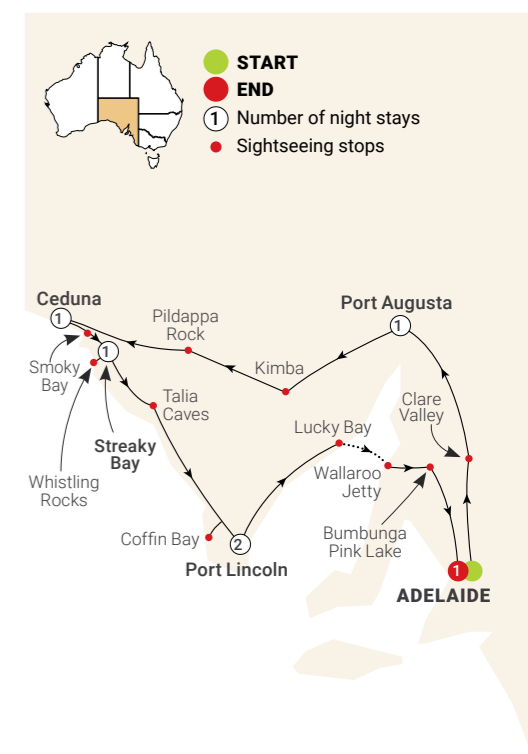 START
END
1 Number of night stays
Sightseeing stops
Ceduna
1
Pildappa
Rock
Port Augusta
1
Smoky
Bay
1
Kimba
Talia
Caves
Clare
Valley
Lucky Bay
Streaky
Bay
Whistling
Rocks
Wallaroo
Jetty
Coffin Bay
2
Bumbunga
Pink Lake
Port Lincoln
1
ADELAIDE